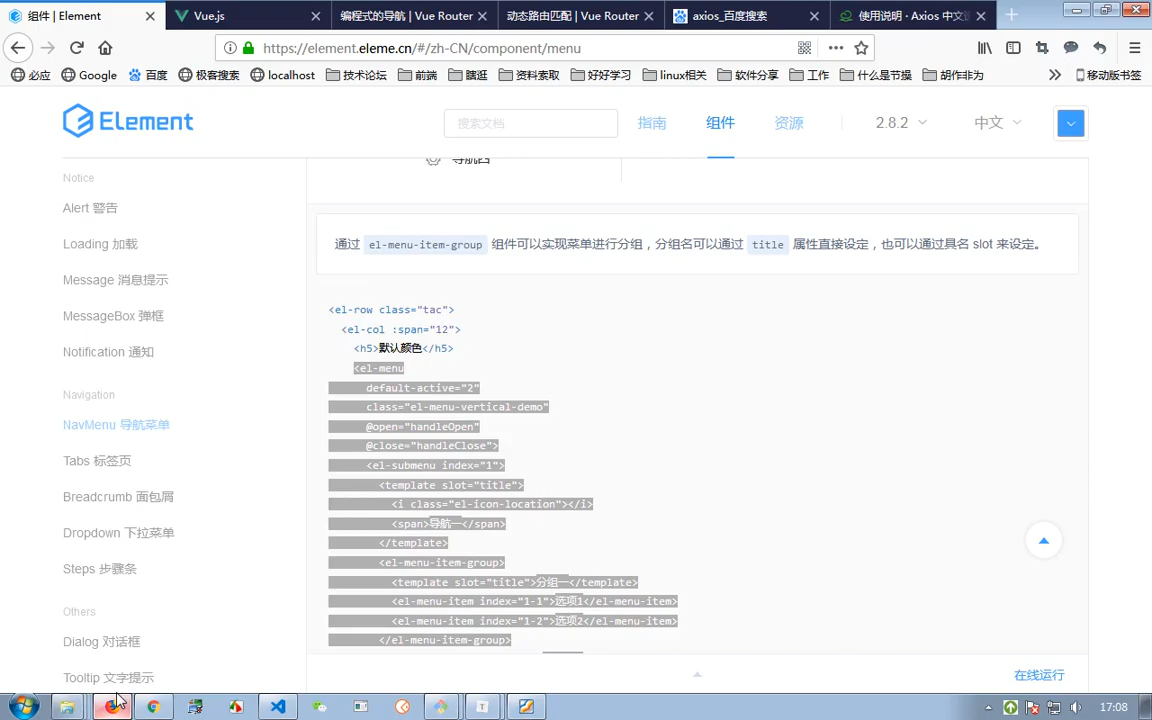 组件 | Element
Vue.js
编程式的导航 | Vue Router
动态路由匹配 | Vue Router
axios_百度搜索
使用说明 · Axios 中文
https://element.eleme.cn/#/zh-CN/component/menu
必应
Google
百度
极客搜索
localhost
技术论坛
前端
瞎逛
资料索取
好好学习
linux相关
软件分享
工作
什么是节操
胡作非为
移动版书签
Element
搜索文档
指南
组件
资源
2.8.2
中文
Notice
Alert 警告
Loading 加载
Message 消息提示
MessageBox 弹框
Notification 通知
Navigation
NavMenu 导航菜单
Tabs 标签页
Breadcrumb 面包屑
Dropdown 下拉菜单
Steps 步骤条
Others
Dialog 对话框
Tooltip 文字提示
导航四
通过 el-menu-item-group 组件可以实现菜单进行分组，分组名可以通过 title 属性直接设定，也可以通过具名 slot 来设定。
<el-row class="tac">
<el-col :span="12">
<h5>默认颜色</h5>
<el-menu
default-active="2"
class="el-menu-vertical-demo"
@open="handleOpen"
@close="handleClose">
<el-submenu index="1">
<template slot="title">
<i class="el-icon-location"></i>
<span>导航一</span>
</template>
<el-menu-item-group>
<template slot="title">分组一</template>
<el-menu-item index="1-1">选项1</el-menu-item>
<el-menu-item index="1-2">选项2</el-menu-item>
</el-menu-item-group>
在线运行
17:08